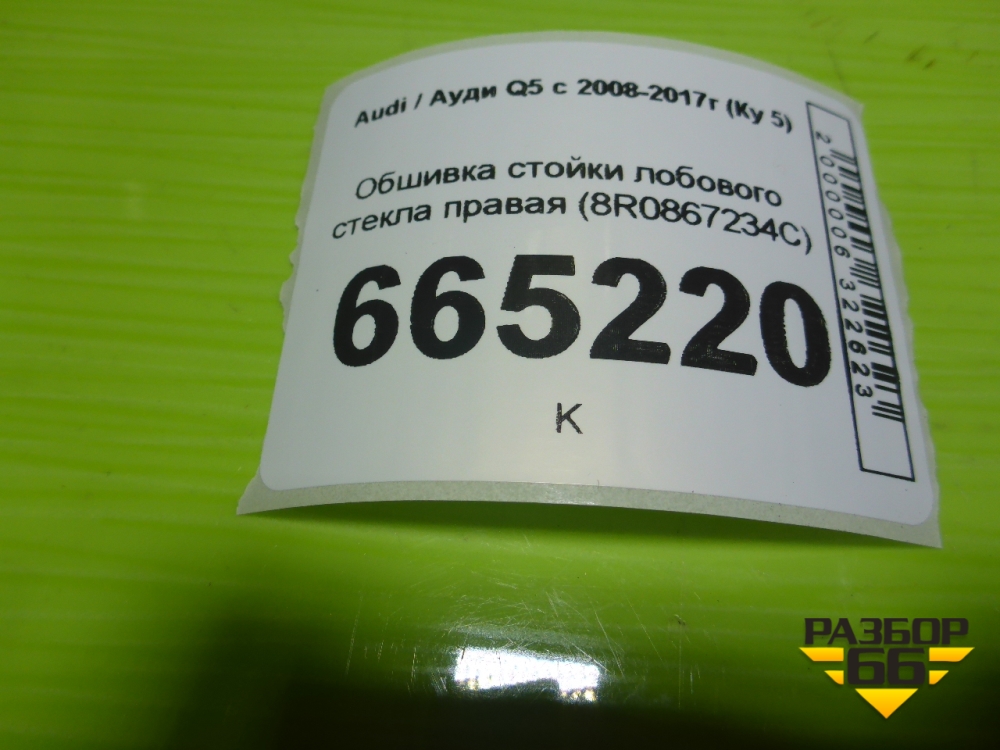 Audi / Ауди Q5 с 2008-2017г (Ку 5)
Обшивка стойки лобового
стекла правая (8R0867234C)
665220
К
2000006322623
РАЗБОР
66